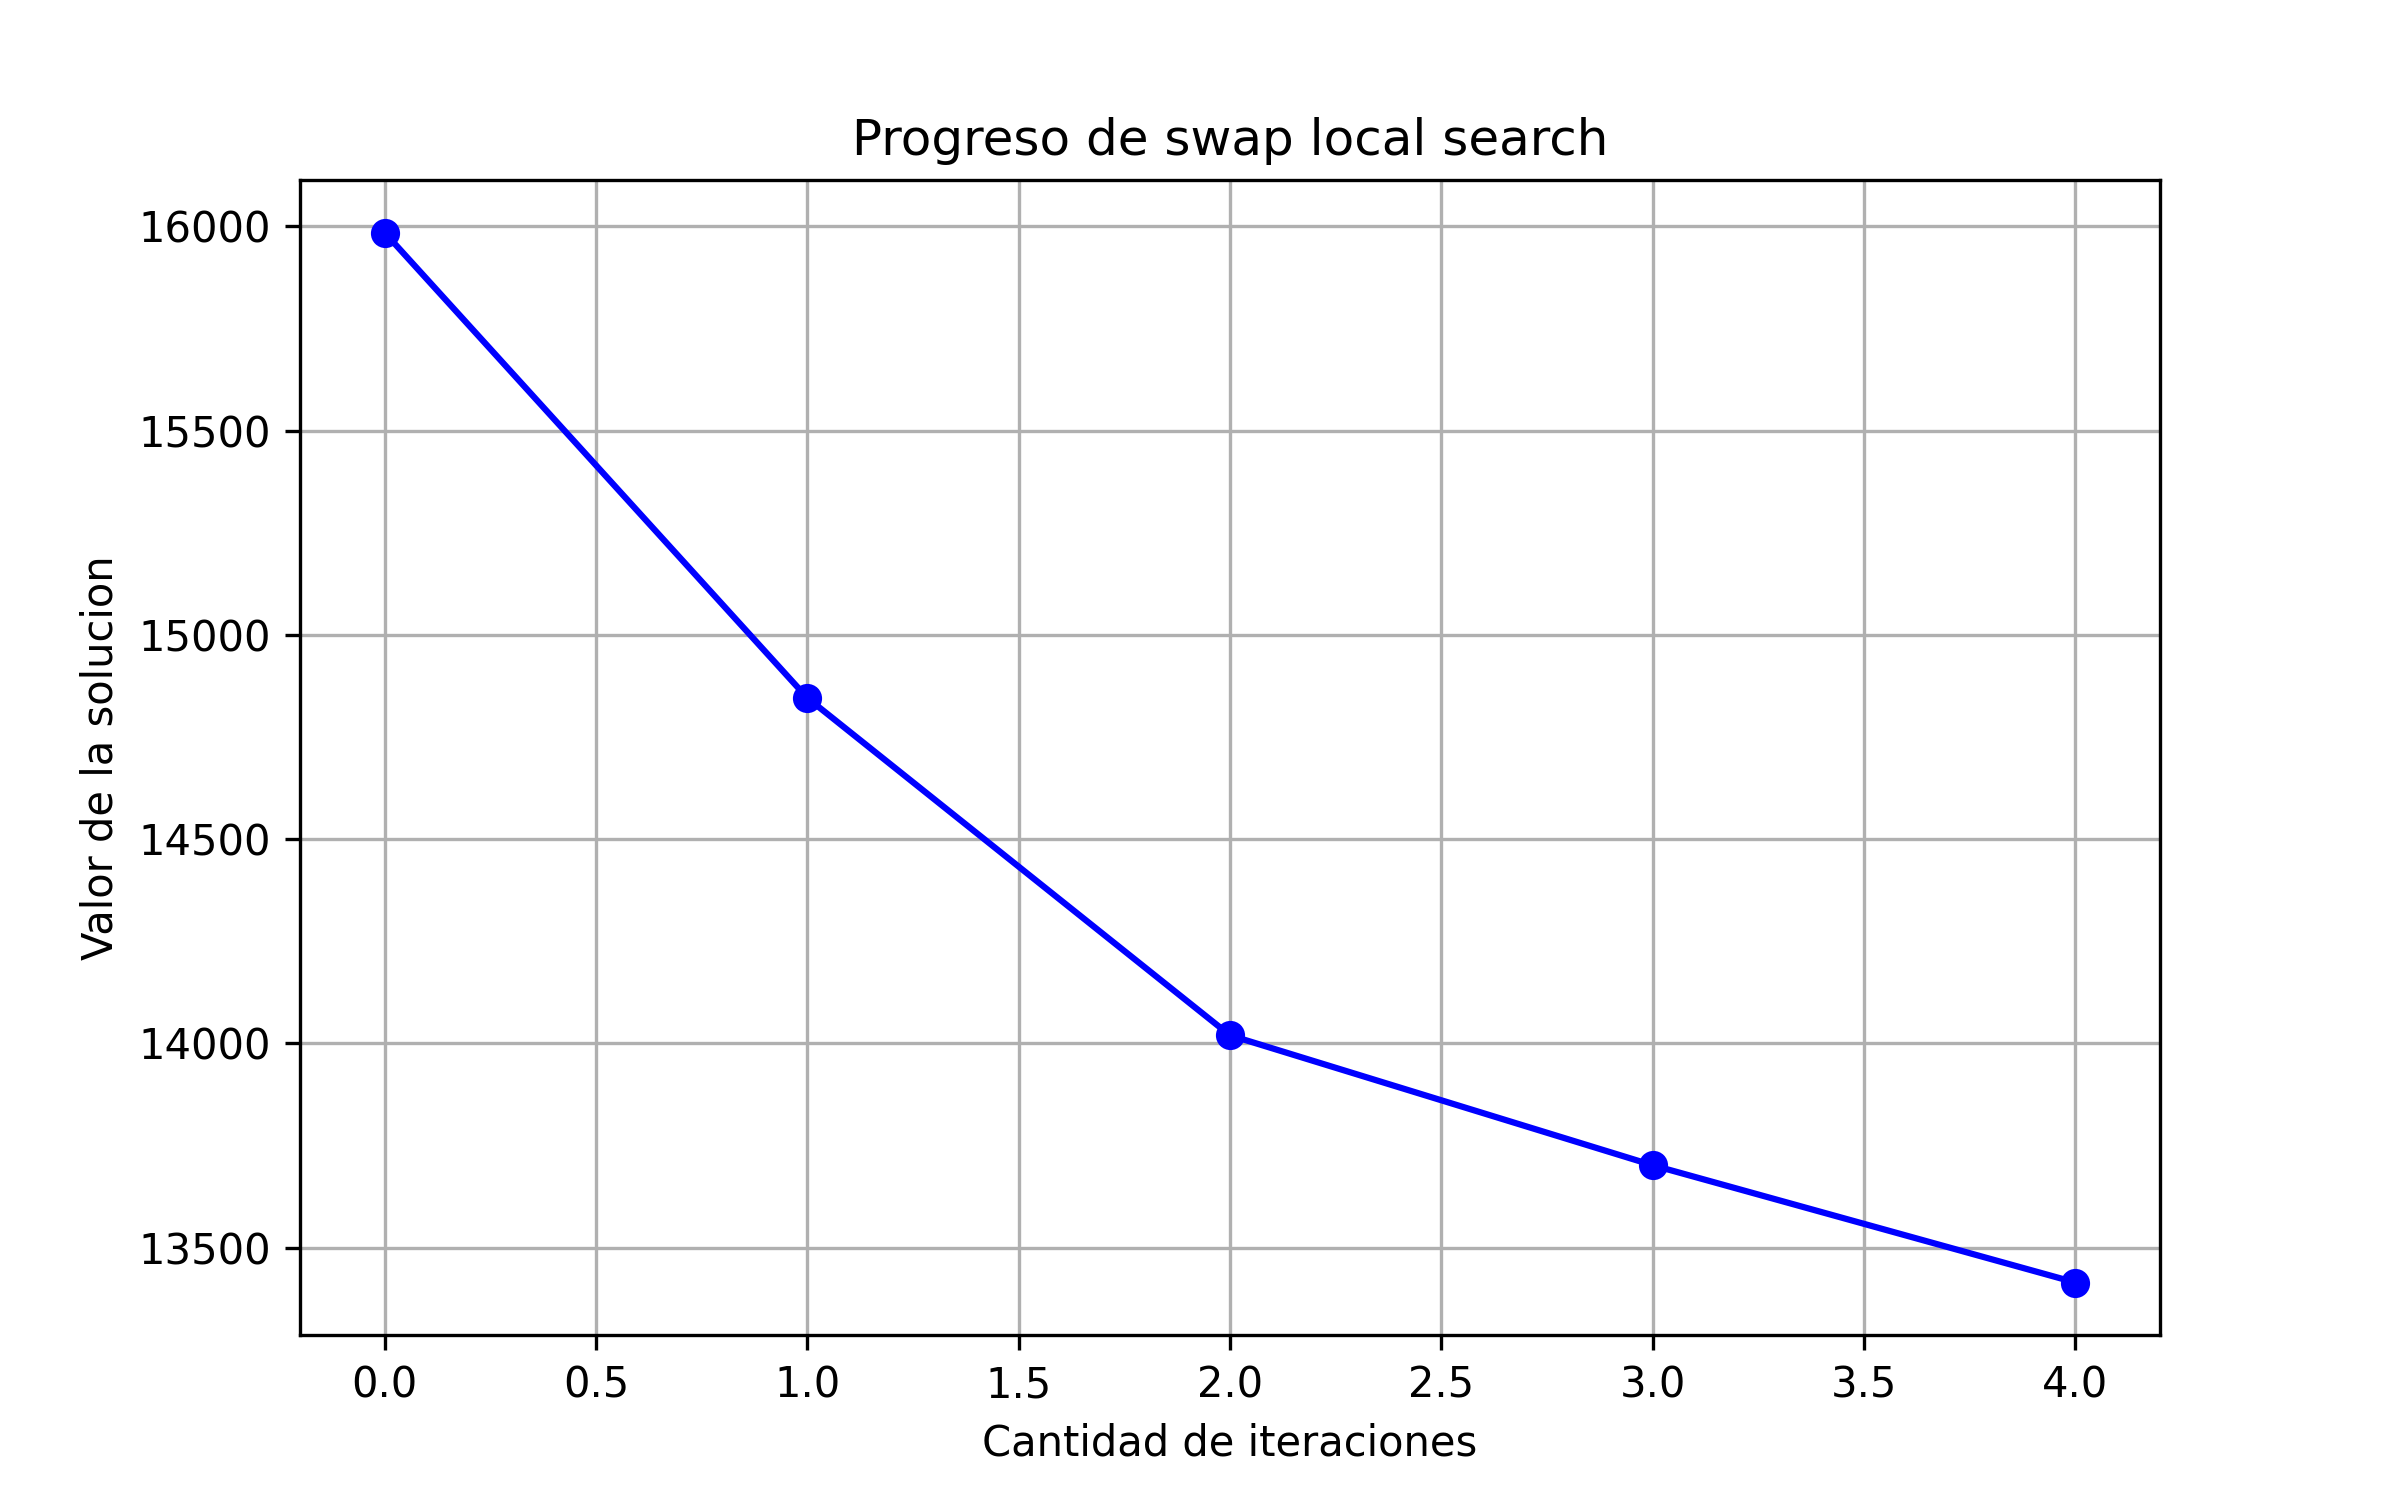 Progreso de swap local search
16000
15500
15000
14500
14000
13500
Valor de la solucion
0.0 0.5 1.0 1.5 2.0 2.5 3.0 3.5 4.0
Cantidad de iteraciones